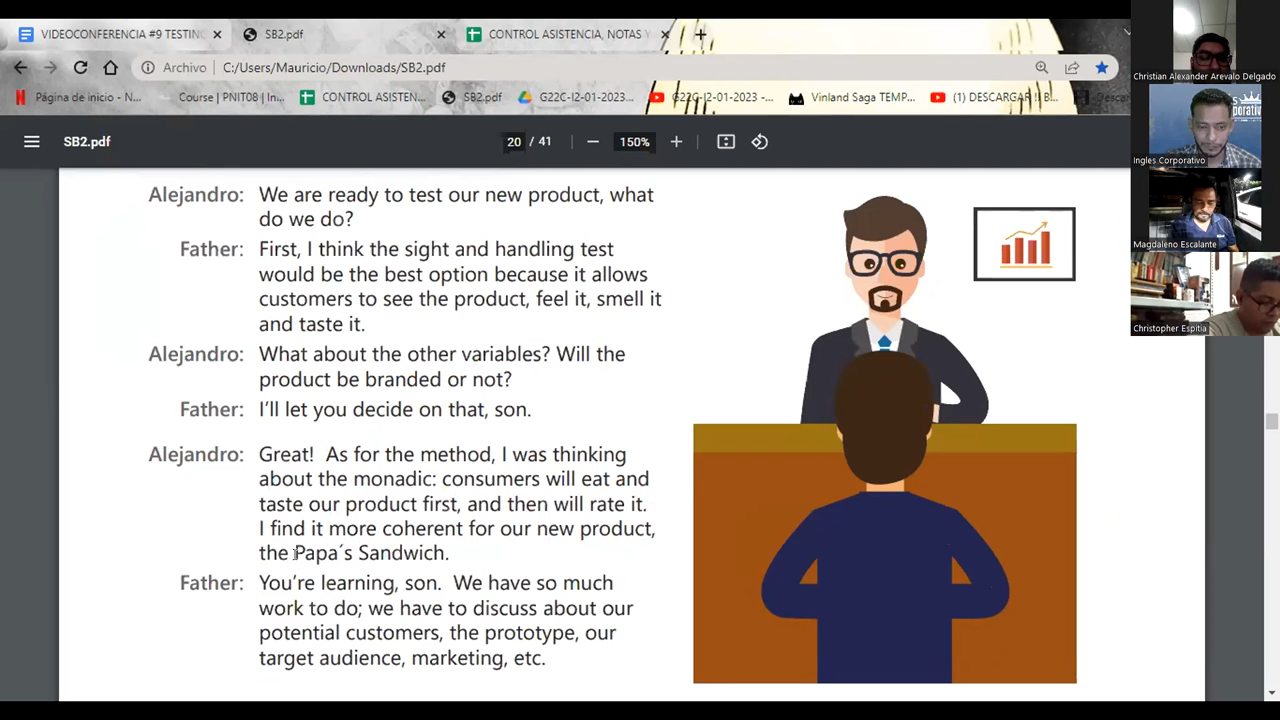 VIDEOCONFERENCIA #9 TESTING
SB2.pdf
CONTROL ASISTENCIA, NOTAS Y
Archivo
C:/Users/Mauricio/Downloads/SB2.pdf
Página de inicio - N...
Course | PNIT08 | In...
CONTROL ASISTEN...
SB2.pdf
G22C-I2-01-2023...
G22C-I2-01-2023 -...
Vinland Saga TEMP...
(1) DESCARGAR !! B...
SB2.pdf
20 / 41
150%
Alejandro: We are ready to test our new product, what
do we do?
Father: First, I think the sight and handling test
would be the best option because it allows
customers to see the product, feel it, smell it
and taste it.
Alejandro: What about the other variables? Will the
product be branded or not?
Father: I'll let you decide on that, son.
Alejandro: Great!  As for the method, I was thinking
about the monadic: consumers will eat and
taste our product first, and then will rate it.
I find it more coherent for our new product,
the Papa´s Sandwich.
Father: You're learning, son.  We have so much
work to do; we have to discuss about our
potential customers, the prototype, our
target audience, marketing, etc.
Christian Alexander Arevalo Delgado
Ingles Corporativo
Magdaleno Escalante
Christopher Espitia